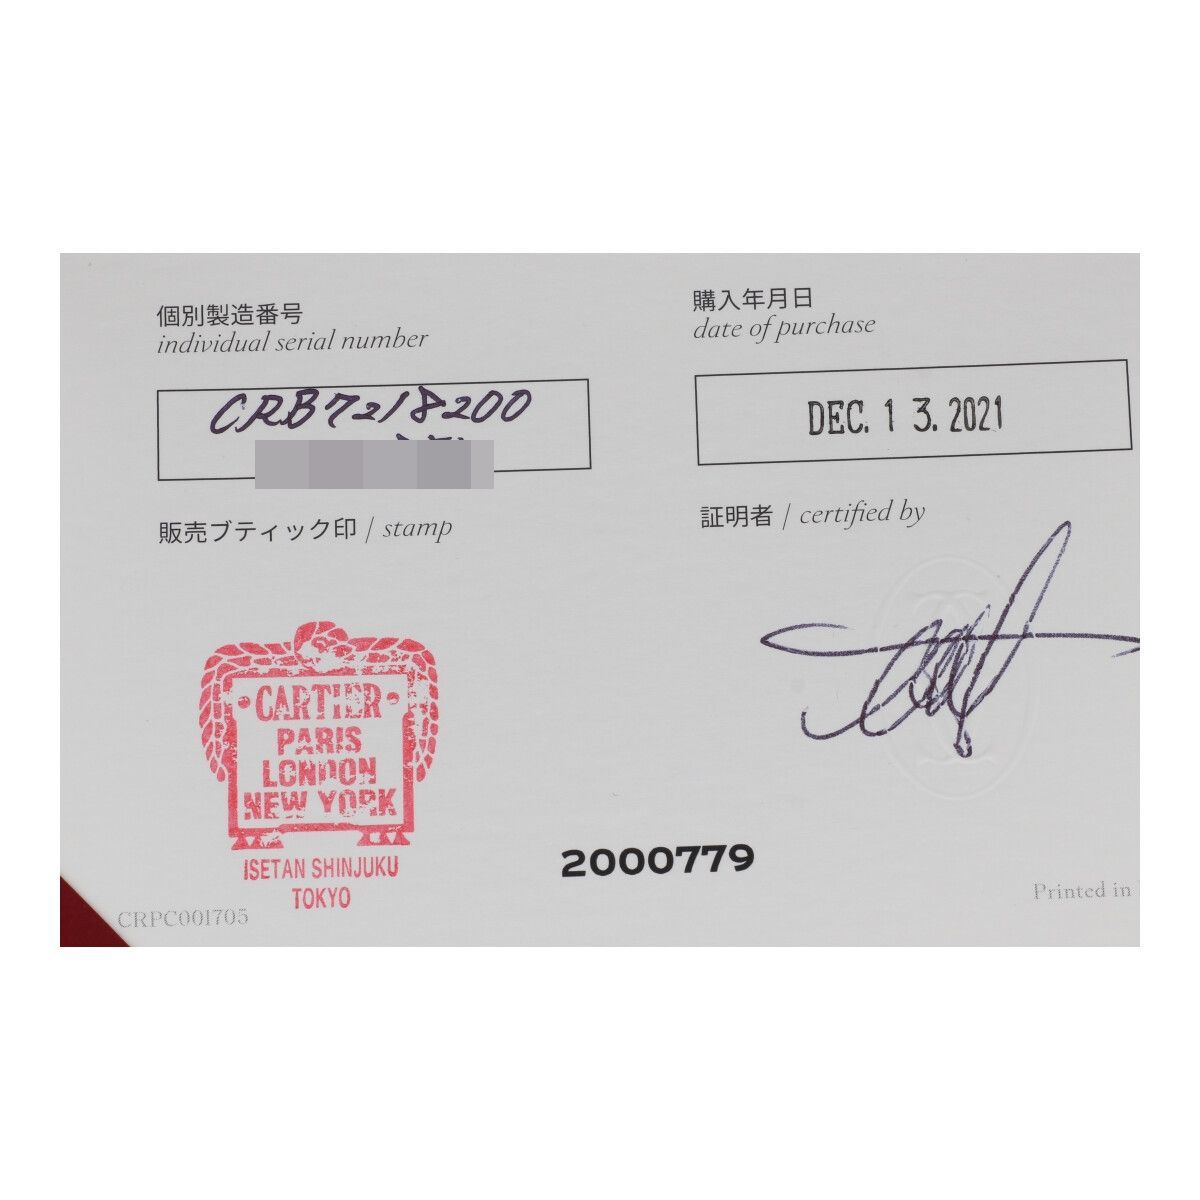 個別製造番号
individual serial number
CRB7218200
購入年月日
date of purchase
DEC. 13. 2021
販売ブティック印 / stamp
証明者 / certified by
CARTIER
PARIS
LONDON
NEW YORK
ISETAN SHINJUKU
TOKYO
2000779
CRPC001705
Printed in